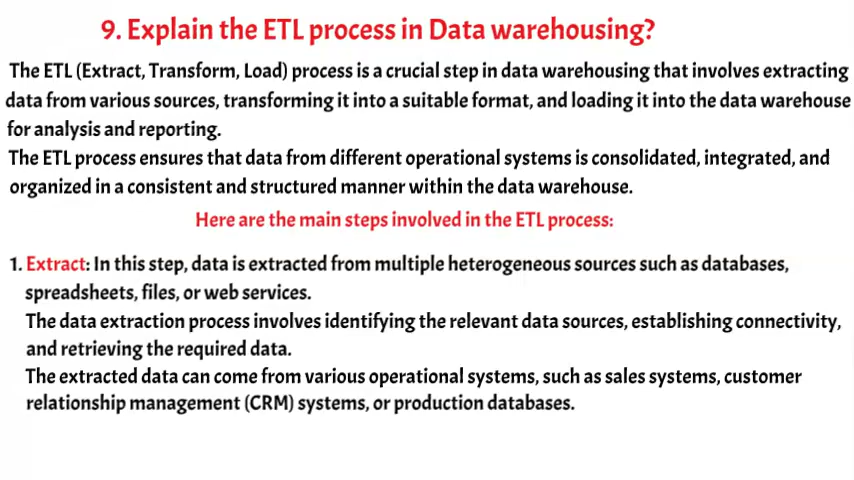 9. Explain the ETL process in Data warehousing?
The ETL (Extract, Transform, Load) process is a crucial step in data warehousing that involves extracting
data from various sources, transforming it into a suitable format, and loading it into the data warehouse
for analysis and reporting.
The ETL process ensures that data from different operational systems is consolidated, integrated, and
organized in a consistent and structured manner within the data warehouse.
Here are the main steps involved in the ETL process:
1. Extract: In this step, data is extracted from multiple heterogeneous sources such as databases,
spreadsheets, files, or web services.
The data extraction process involves identifying the relevant data sources, establishing connectivity,
and retrieving the required data.
The extracted data can come from various operational systems, such as sales systems, customer
relationship management (CRM) systems, or production databases.